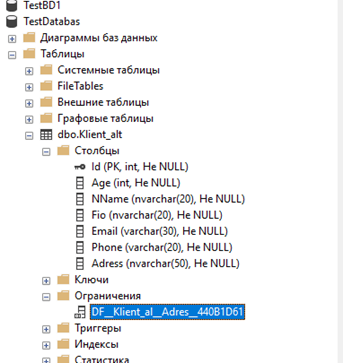 TestBD1
TestDatabas
Диаграммы баз данных
Таблицы
Системные таблицы
FileTables
Внешние таблицы
Графовые таблицы
dbo.Klient_alt
Столбцы
Id (PK, int, Не NULL)
Age (int, Не NULL)
NName (nvarchar(20), Не NULL)
Fio (nvarchar(20), Не NULL)
Email (varchar(30), Не NULL)
Phone (varchar(20), Не NULL)
Adress (nvarchar(50), Не NULL)
Ключи
Ограничения
DF__Klient_al__Adres__440B1D61
Триггеры
Индексы
Статистика